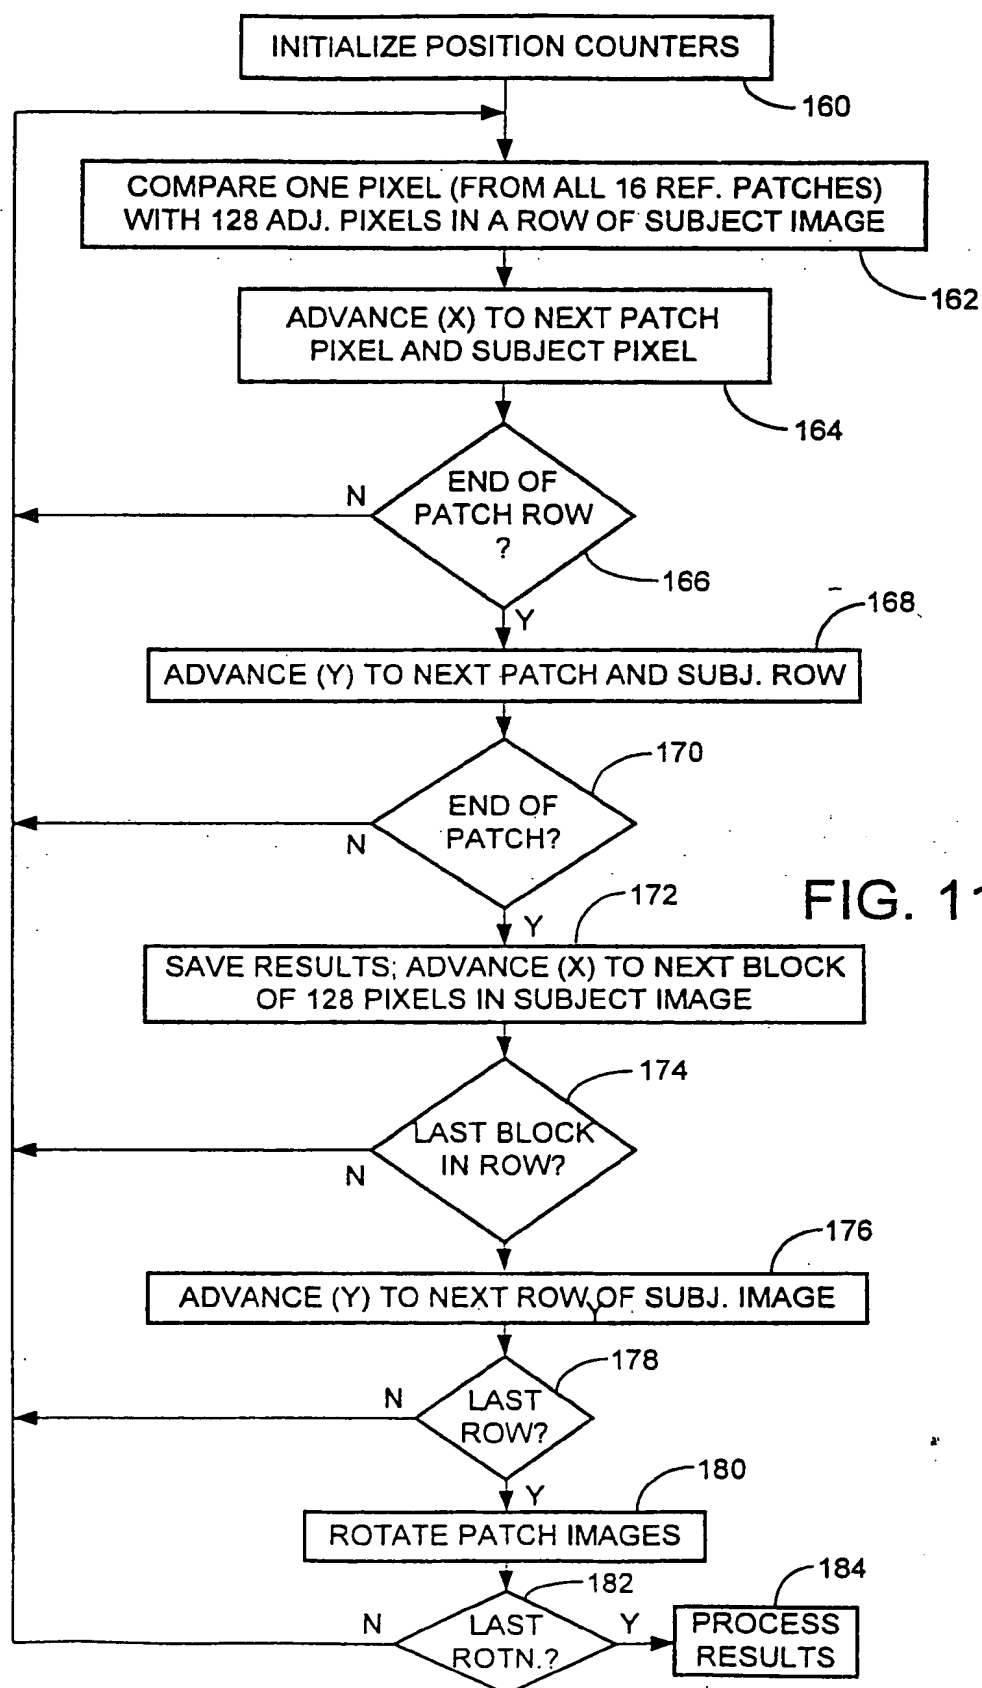 INITIALIZE POSITION COUNTERS
160
COMPARE ONE PIXEL (FROM ALL 16 REF. PATCHES)
WITH 128 ADJ. PIXELS IN A ROW OF SUBJECT IMAGE
162
ADVANCE (X) TO NEXT PATCH
PIXEL AND SUBJECT PIXEL
164
N
END OF
PATCH ROW
?
166
Y
168
ADVANCE (Y) TO NEXT PATCH AND SUBJ. ROW
170
END OF
PATCH?
N
172
FIG. 11
Y
SAVE RESULTS; ADVANCE (X) TO NEXT BLOCK
OF 128 PIXELS IN SUBJECT IMAGE
174
LAST BLOCK
IN ROW?
N
176
ADVANCE (Y) TO NEXT ROW OF SUBJ. IMAGE
Y
178
N
LAST
ROW?
180
Y
ROTATE PATCH IMAGES
182
184
N
LAST
ROTN.?
Y
PROCESS
RESULTS